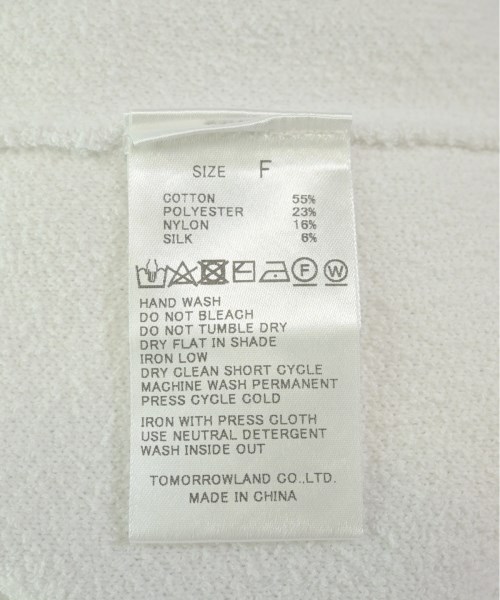 SIZE F
COTTON 55%
POLYESTER 23%
NYLON 16%
SILK 6%
F W
HAND WASH
DO NOT BLEACH
DO NOT TUMBLE DRY
DRY FLAT IN SHADE
IRON LOW
DRY CLEAN SHORT CYCLE
MACHINE WASH PERMANENT
PRESS CYCLE COLD
IRON WITH PRESS CLOTH
USE NEUTRAL DETERGENT
WASH INSIDE OUT
TOMORROWLAND CO.,LTD.
MADE IN CHINA